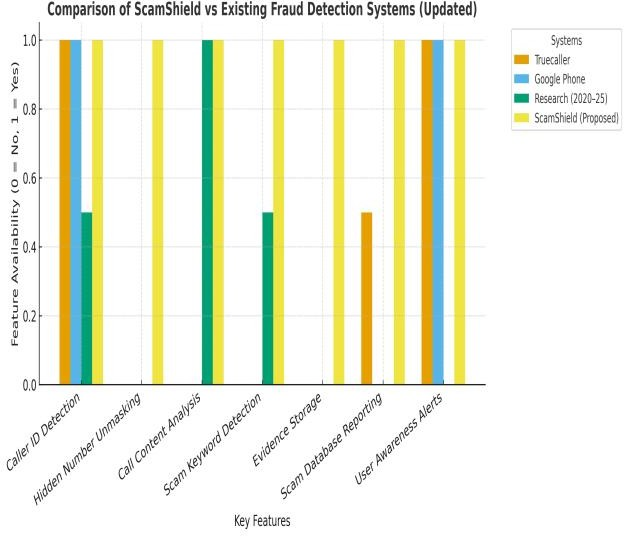 Comparison of ScamShield vs Existing Fraud Detection Systems (Updated)
Feature Availability (0 = No, 1 = Yes)
1.0
0.8
0.6
0.4
0.2
0.0
Caller ID Detection
Hidden Number Unmasking
Call Content Analysis
Scam Keyword Detection
Evidence Storage
Scam Database Reporting
User Awareness Alerts
Key Features
Systems
Truecaller
Google Phone
Research (2020–25)
ScamShield (Proposed)